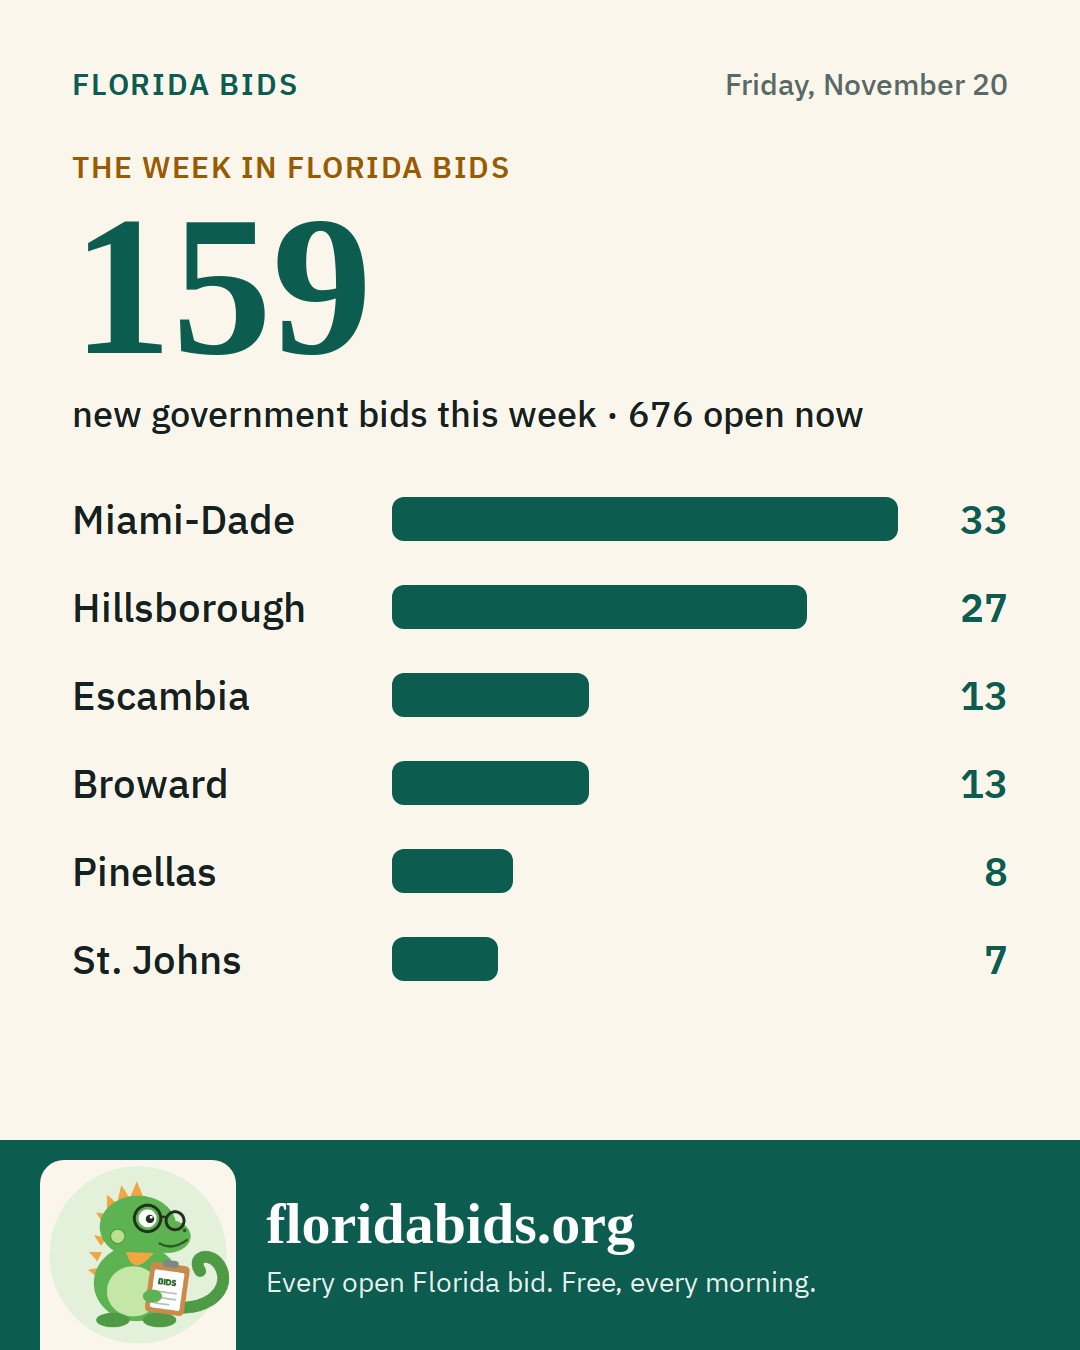 FLORIDA BIDS
Friday, November 20
THE WEEK IN FLORIDA BIDS
159
new government bids this week · 676 open now
Miami-Dade 33
Hillsborough 27
Escambia 13
Broward 13
Pinellas 8
St. Johns 7
BIDS
floridabids.org
Every open Florida bid. Free, every morning.